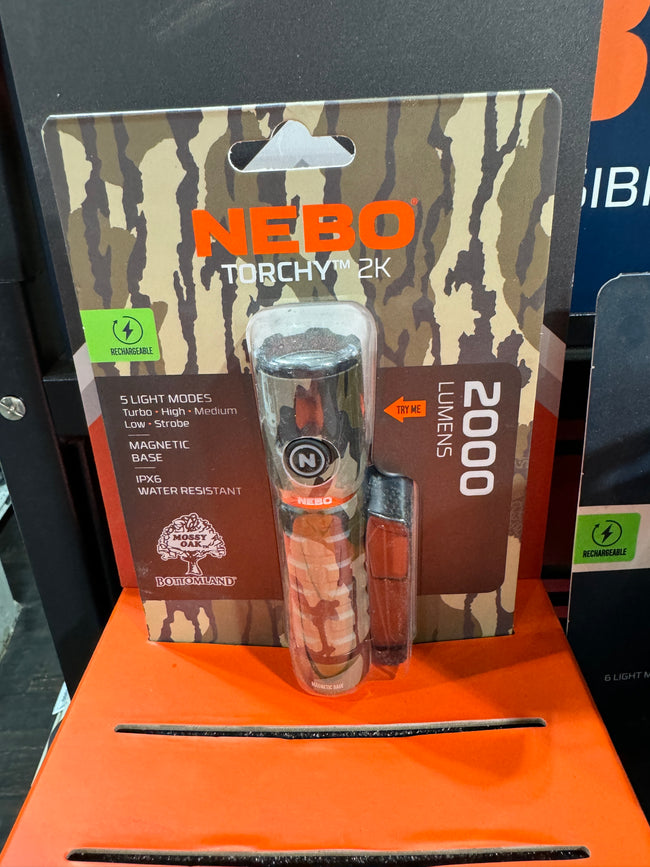 NEBO®
TORCHY™ 2K
RECHARGEABLE
5 LIGHT MODES
Turbo • High • Medium
Low • Strobe
MAGNETIC
BASE
IPX6
WATER RESISTANT
MOSSY
OAK
BOTTOMLAND
N
NEBO
MAGNETIC BASE
TRY ME
2000
LUMENS
B
SIBI
RECHARGEABLE
6 LIGHT M